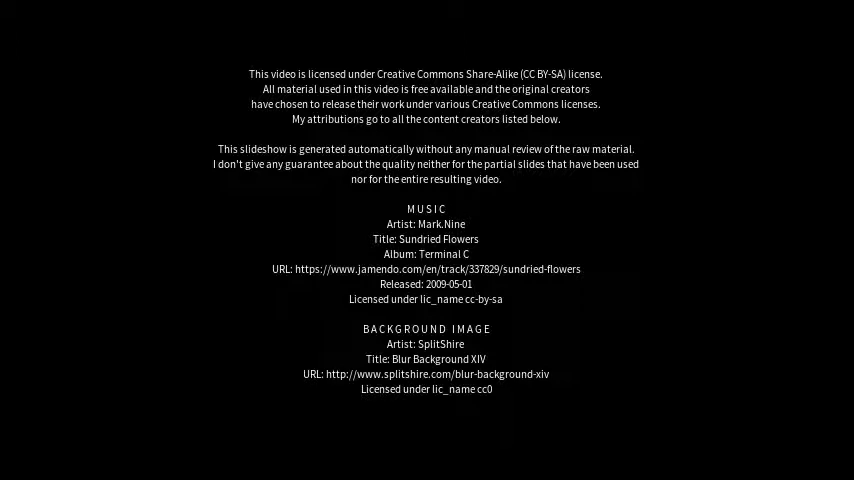 This video is licensed under Creative Commons Share-Alike (CC BY-SA) license.
All material used in this video is free available and the original creators
have chosen to release their work under various Creative Commons licenses.
My attributions go to all the content creators listed below.
This slideshow is generated automatically without any manual review of the raw material.
I don't give any guarantee about the quality neither for the partial slides that have been used
nor for the entire resulting video.
MUSIC
Artist: Mark.Nine
Title: Sundried Flowers
Album: Terminal C
URL: https://www.jamendo.com/en/track/337829/sundried-flowers
Released: 2009-05-01
Licensed under lic_name cc-by-sa
BACKGROUND IMAGE
Artist: SplitShire
Title: Blur Background XIV
URL: http://www.splitshire.com/blur-background-xiv
Licensed under lic_name cc0